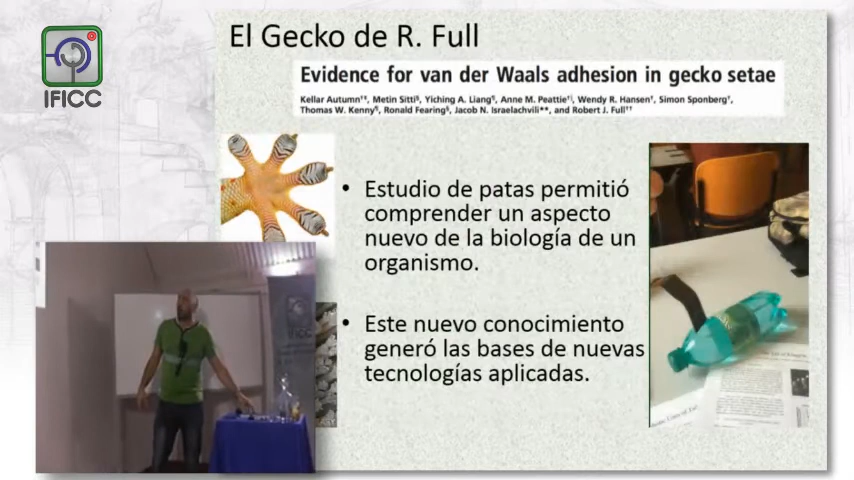 IFICC
El Gecko de R. Full
Evidence for van der Waals adhesion in gecko setae
Kellar Autumn†‡, Metin Sitti§, Yiching A. Liang¶, Anne M. Peattie†‖, Wendy R. Hansen†, Simon Sponberg†,
Thomas W. Kenny¶, Ronald Fearing§, Jacob N. Israelachvili**, and Robert J. Full††
• Estudio de patas permitió
comprender un aspecto
nuevo de la biología de un
organismo.
• Este nuevo conocimiento
generó las bases de nuevas
tecnologías aplicadas.
IFICC